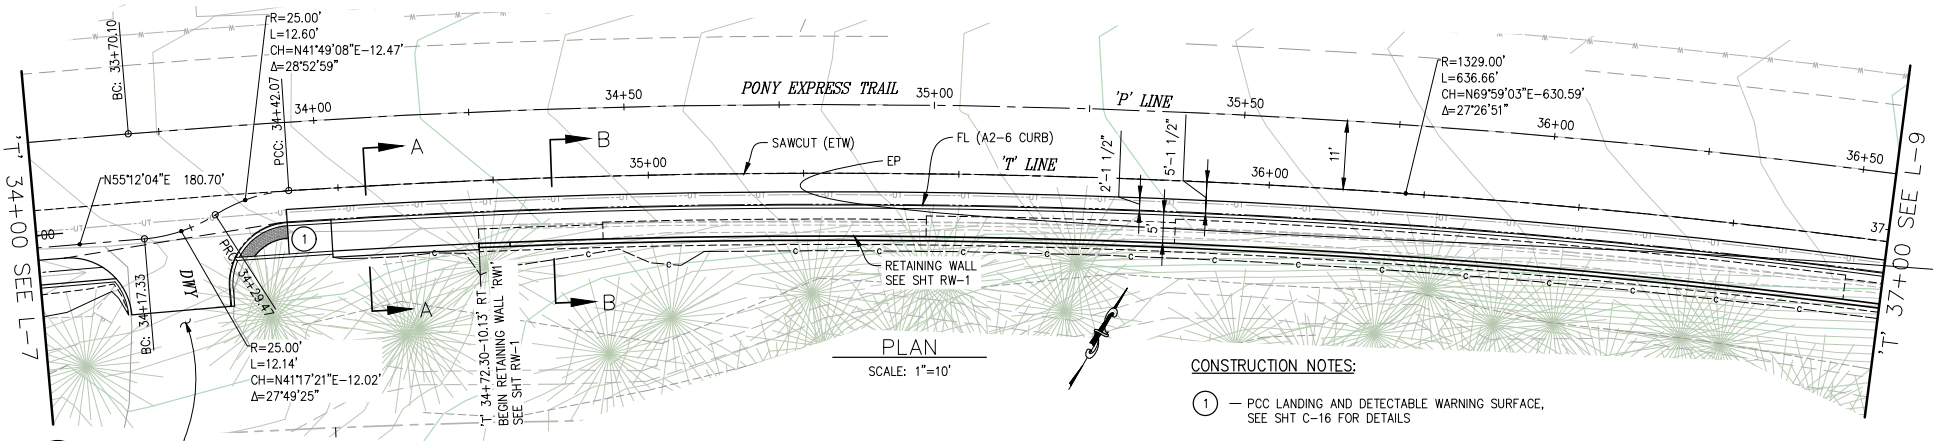 BC: 33+70.10
R=25.00'
L=12.60'
CH=N41°49'08"E-12.47'
Δ=28°52'59"
PCC: 34+42.07
34+00
34+50
PONY EXPRESS TRAIL
35+00
'P' LINE
35+50
R=1329.00'
L=636.66'
CH=N69°59'03"E-630.59'
Δ=27°26'51"
36+00
36+50
A
B
35+00
SAWCUT (ETW)
FL (A2-6 CURB)
EP
'T' LINE
2'-1 1/2"
5'-1 1/2"
11'
36+00
37+
'T' 34+00 SEE L-7
N55°12'04"E 180.70'
00
1
5'
'T' 37+00 SEE L-9
PRC: 34+29.47
DWY
BC: 34+17.33
A
B
RETAINING WALL
SEE SHT RW-1
'T' 34+72.30-10.13' RT
BEGIN RETAINING WALL 'RW1'
SEE SHT RW-1
R=25.00'
L=12.14'
CH=N41°17'21"E-12.02'
Δ=27°49'25"
PLAN
SCALE: 1"=10'
CONSTRUCTION NOTES:
1 — PCC LANDING AND DETECTABLE WARNING SURFACE,
SEE SHT C-16 FOR DETAILS